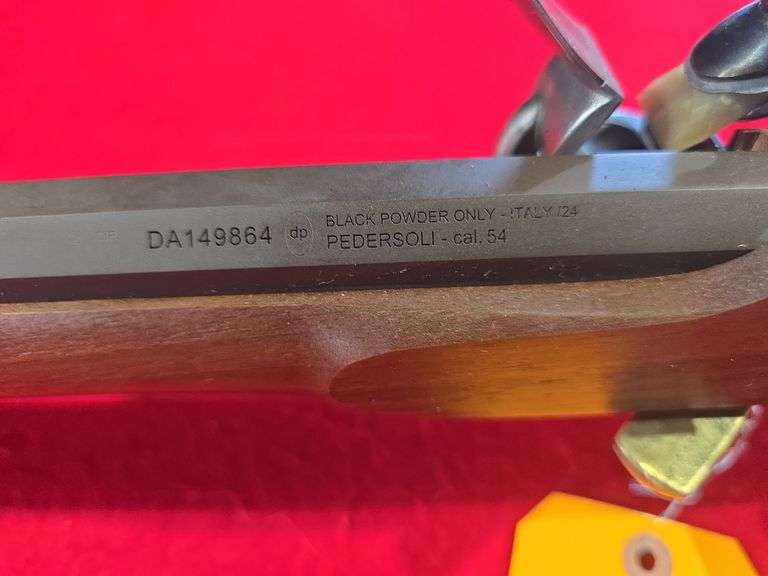 DA149864
dp
BLACK POWDER ONLY - ITALY /24
PEDERSOLI - cal. 54